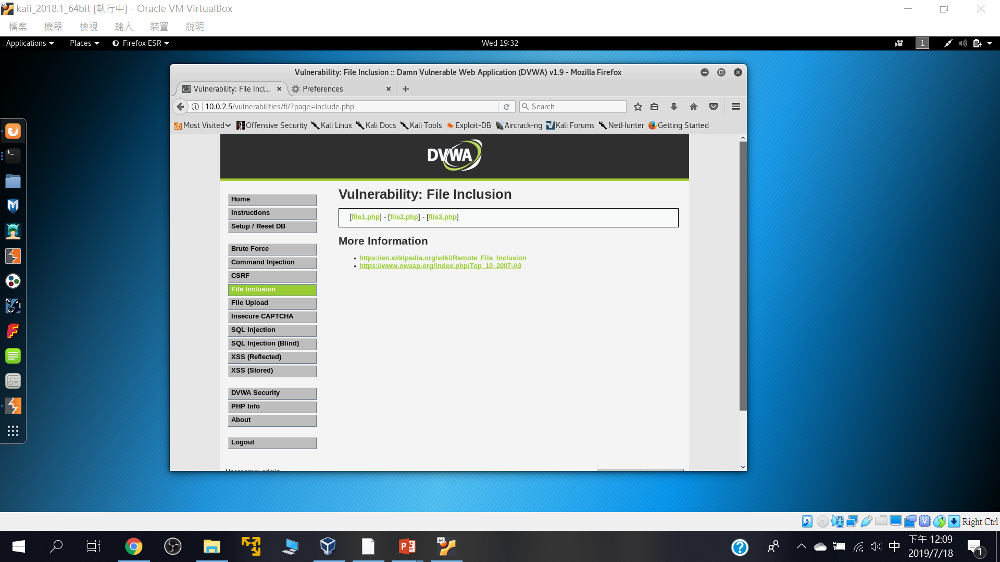 kali_2018.1_64bit [執行中] - Oracle VM VirtualBox
檔案 機器 檢視 輸入 裝置 說明
Applications Places Firefox ESR Wed 19:32 1
Vulnerability: File Inclusion :: Damn Vulnerable Web Application (DVWA) v1.9 - Mozilla Firefox
Vulnerability: File Incl... Preferences
10.0.2.5/vulnerabilities/fi/?page=include.php Search
Most Visited Offensive Security Kali Linux Kali Docs Kali Tools Exploit-DB Aircrack-ng Kali Forums NetHunter Getting Started
DVWA
Home
Instructions
Setup / Reset DB
Brute Force
Command Injection
CSRF
File Inclusion
File Upload
Insecure CAPTCHA
SQL Injection
SQL Injection (Blind)
XSS (Reflected)
XSS (Stored)
DVWA Security
PHP Info
About
Logout
Vulnerability: File Inclusion
[file1.php] - [file2.php] - [file3.php]
More Information
https://en.wikipedia.org/wiki/Remote_File_Inclusion
https://www.owasp.org/index.php/Top_10_2007-A3
Username: admin
Right Ctrl
64
中
下午 12:09
2019/7/18
1